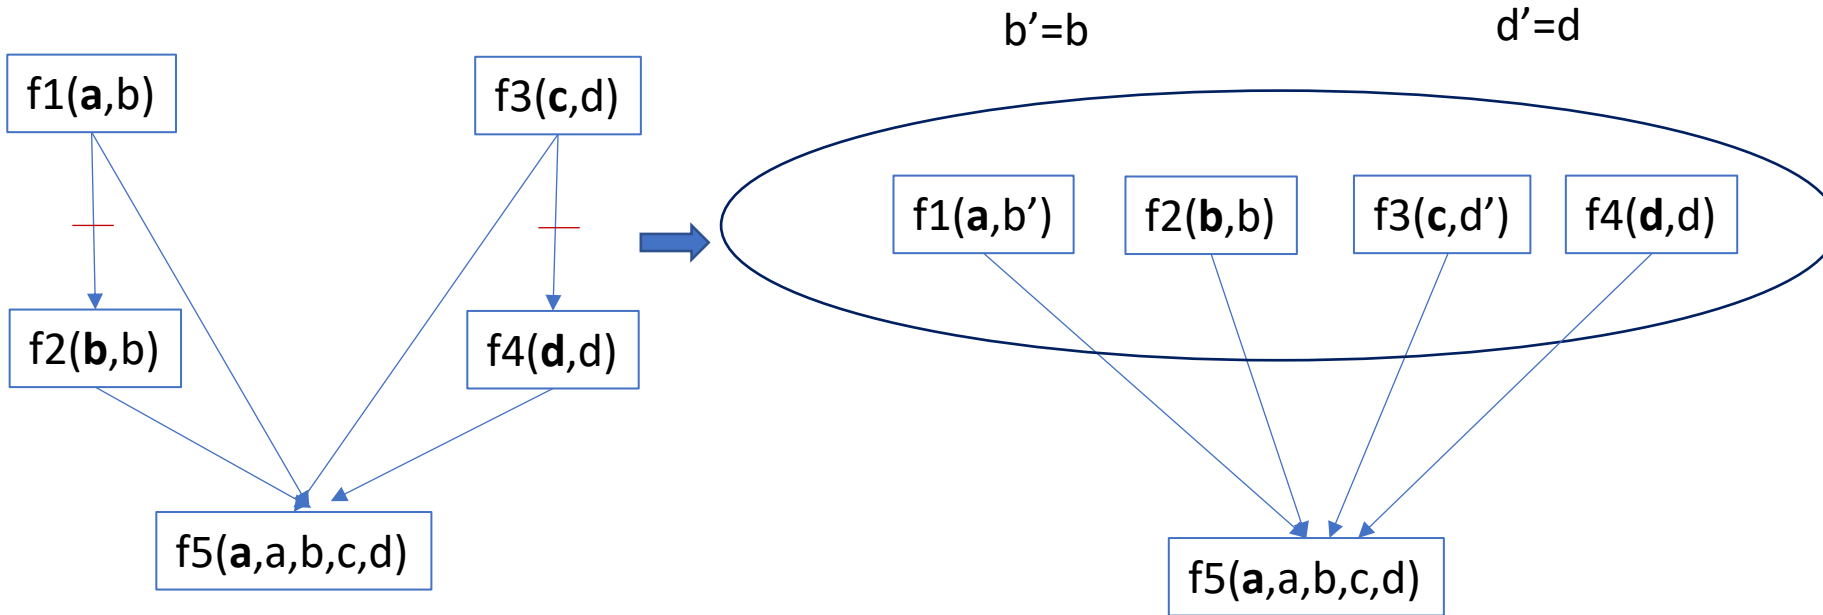 b’=b
d’=d
f1(a,b)
f3(c,d)
f1(a,b’)
f2(b,b)
f3(c,d’)
f4(d,d)
f2(b,b)
f4(d,d)
f5(a,a,b,c,d)
f5(a,a,b,c,d)